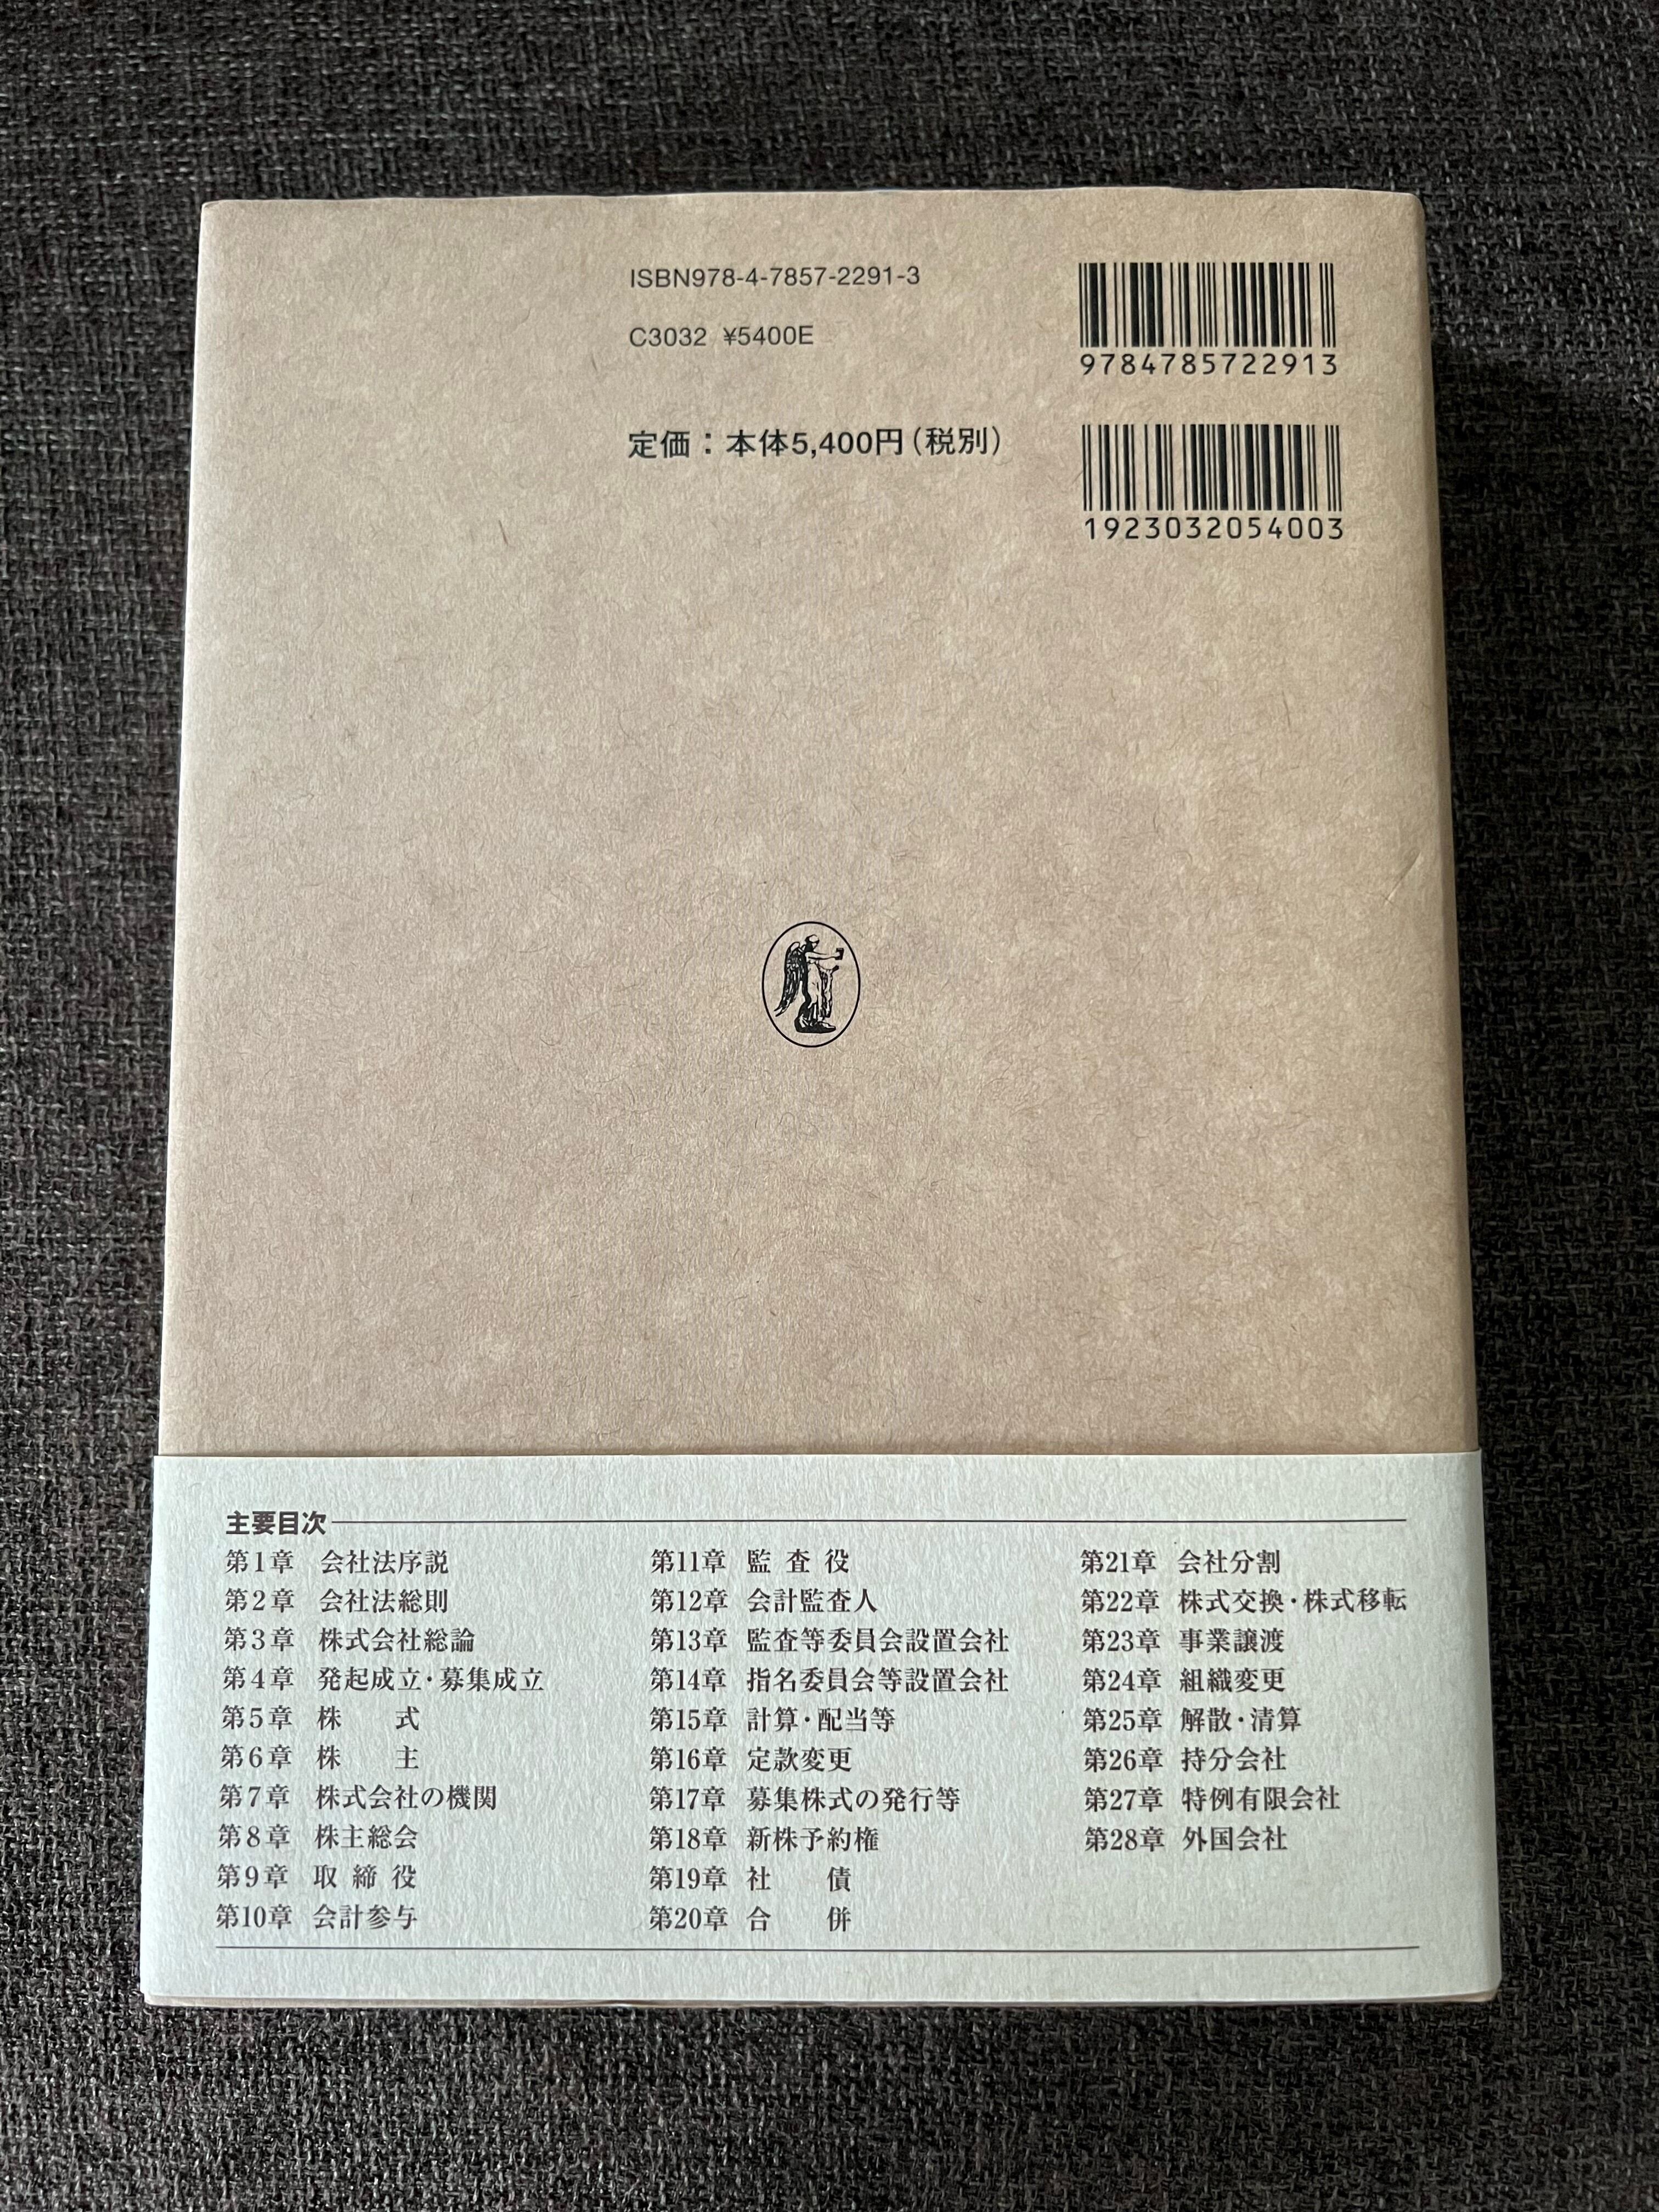 ISBN978-4-7857-2291-3
C3032 ¥5400E
定価：本体5,400円（税別）
9784785722913
1923032054003
主要目次
第1章 会社法序説
第2章 会社法総則
第3章 株式会社総論
第4章 発起成立・募集成立
第5章 株　式
第6章 株　主
第7章 株式会社の機関
第8章 株主総会
第9章 取締役
第10章 会計参与
第11章 監査役
第12章 会計監査人
第13章 監査等委員会設置会社
第14章 指名委員会等設置会社
第15章 計算・配当等
第16章 定款変更
第17章 募集株式の発行等
第18章 新株予約権
第19章 社　債
第20章 合　併
第21章 会社分割
第22章 株式交換・株式移転
第23章 事業譲渡
第24章 組織変更
第25章 解散・清算
第26章 持分会社
第27章 特例有限会社
第28章 外国会社